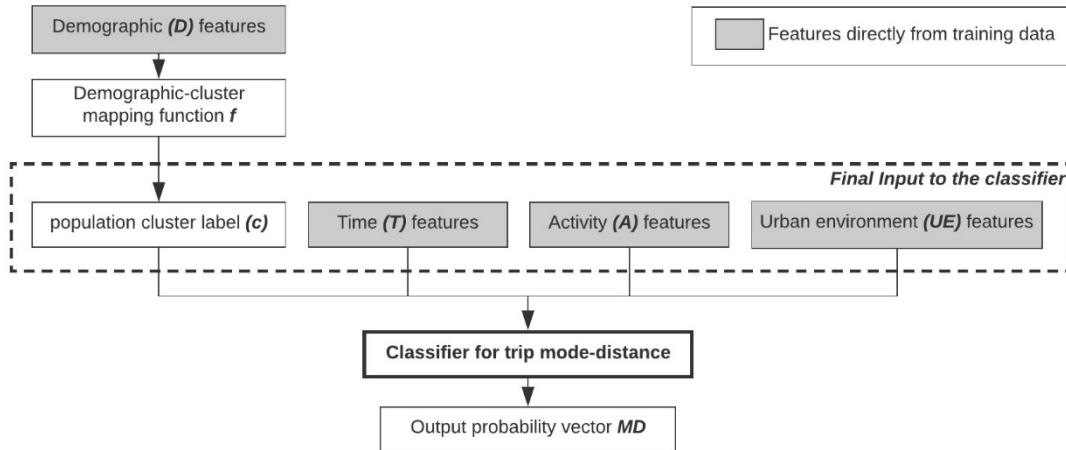 Demographic (D) features
Features directly from training data
Demographic-cluster
mapping function f
Final Input to the classifier
population cluster label (c)
Time (T) features
Activity (A) features
Urban environment (UE) features
Classifier for trip mode-distance
Output probability vector MD